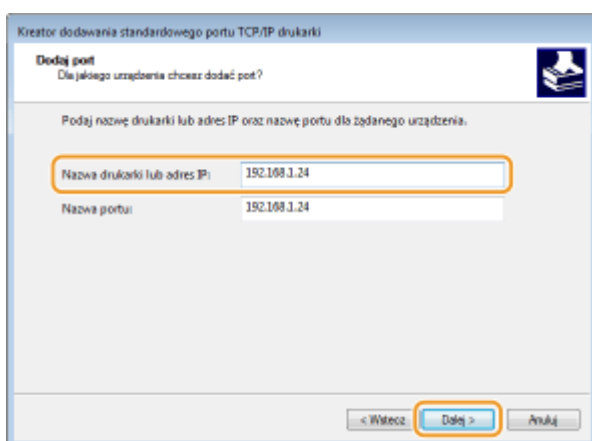 Kreator dodawania standardowego portu TCP/IP drukarki
Dodaj port
Dla jakiego urządzenia chcesz dodać port?
Podaj nazwę drukarki lub adres IP oraz nazwę portu dla żądanego urządzenia.
Nazwa drukarki lub adres IP: 192.168.1.24
Nazwa portu: 192.168.1.24
< Wstecz Dalej > Anuluj